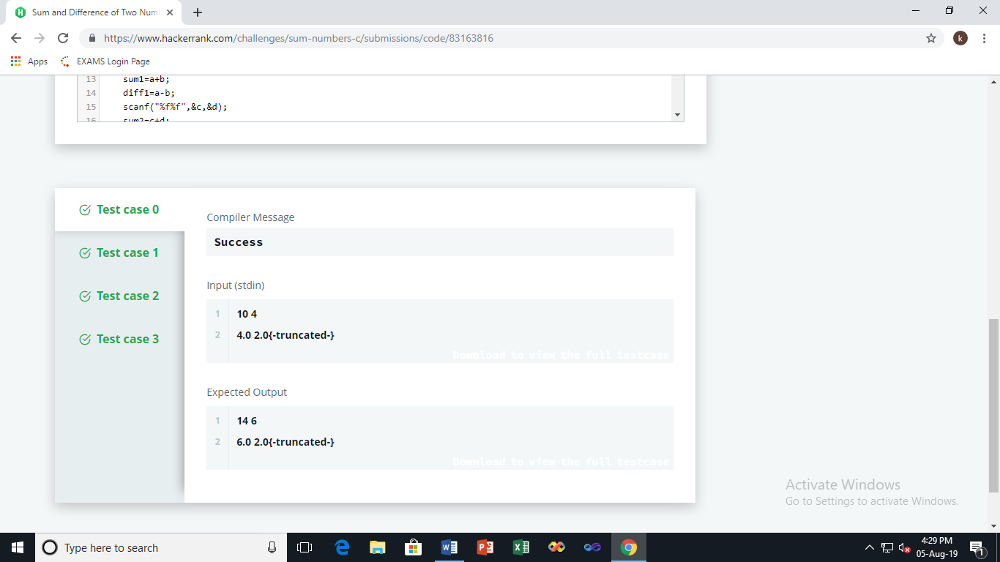 Sum and Difference of Two Num
https://www.hackerrank.com/challenges/sum-numbers-c/submissions/code/83163816
k
Apps EXAMS Login Page
13 sum1=a+b;
14 diff1=a-b;
15 scanf("%f%f",&c,&d);
16 sum2=c+d;
Test case 0
Test case 1
Test case 2
Test case 3
Compiler Message
Success
Input (stdin)
1 10 4
2 4.0 2.0{-truncated-}
Download to view the full testcase
Expected Output
1 14 6
2 6.0 2.0{-truncated-}
Download to view the full testcase
Activate Windows
Go to Settings to activate Windows.
Type here to search
4:29 PM
05-Aug-19
1